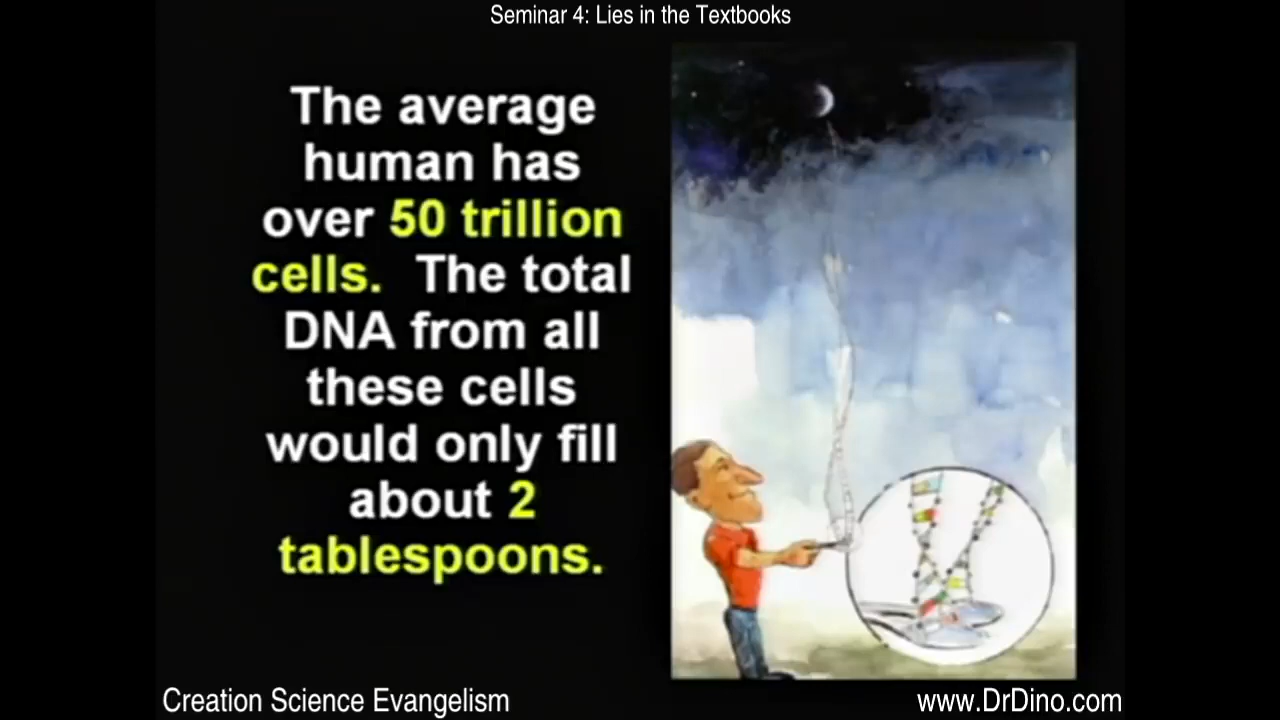 Seminar 4: Lies in the Textbooks
The average
human has
over 50 trillion
cells. The total
DNA from all
these cells
would only fill
about 2
tablespoons.
Creation Science Evangelism
www.DrDino.com